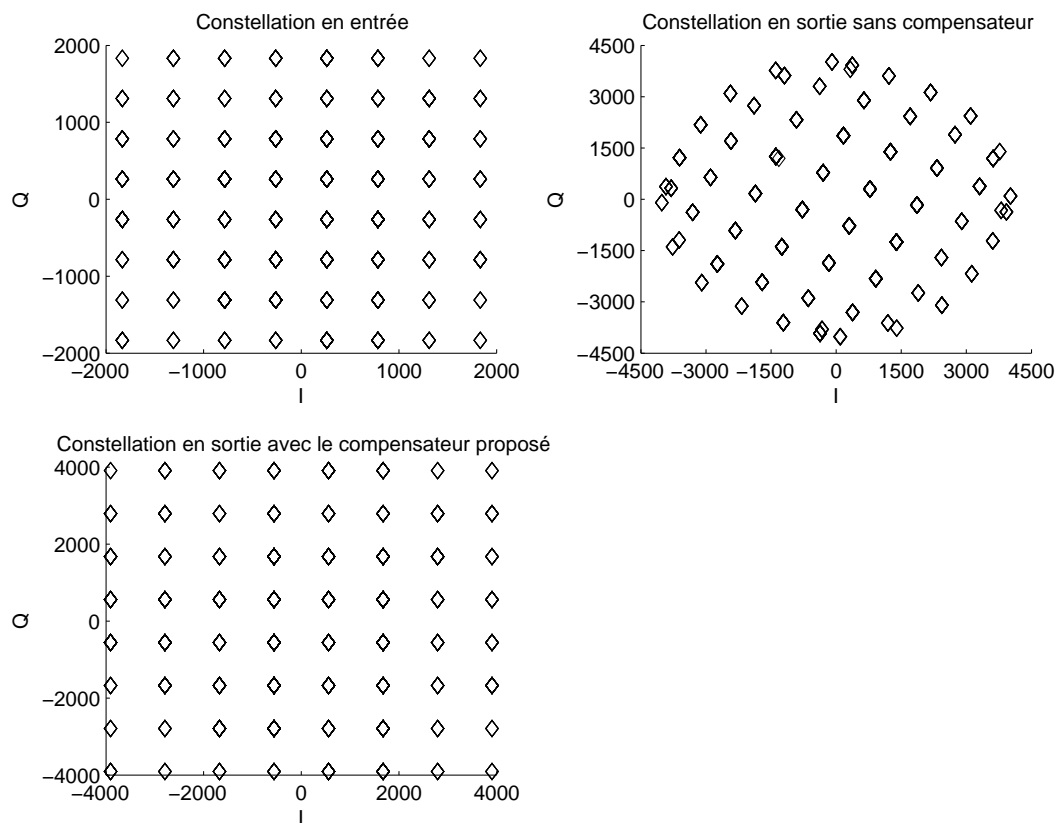 Constellation en entrée
Q
2000
1000
0
−1000
−2000
−2000 −1000 0 1000 2000
I
Constellation en sortie sans compensateur
Q
4500
3000
1500
0
−1500
−3000
−4500
−4500 −3000 −1500 0 1500 3000 4500
I
Constellation en sortie avec le compensateur proposé
Q
4000
2000
0
−2000
−4000
−4000 −2000 0 2000 4000
I